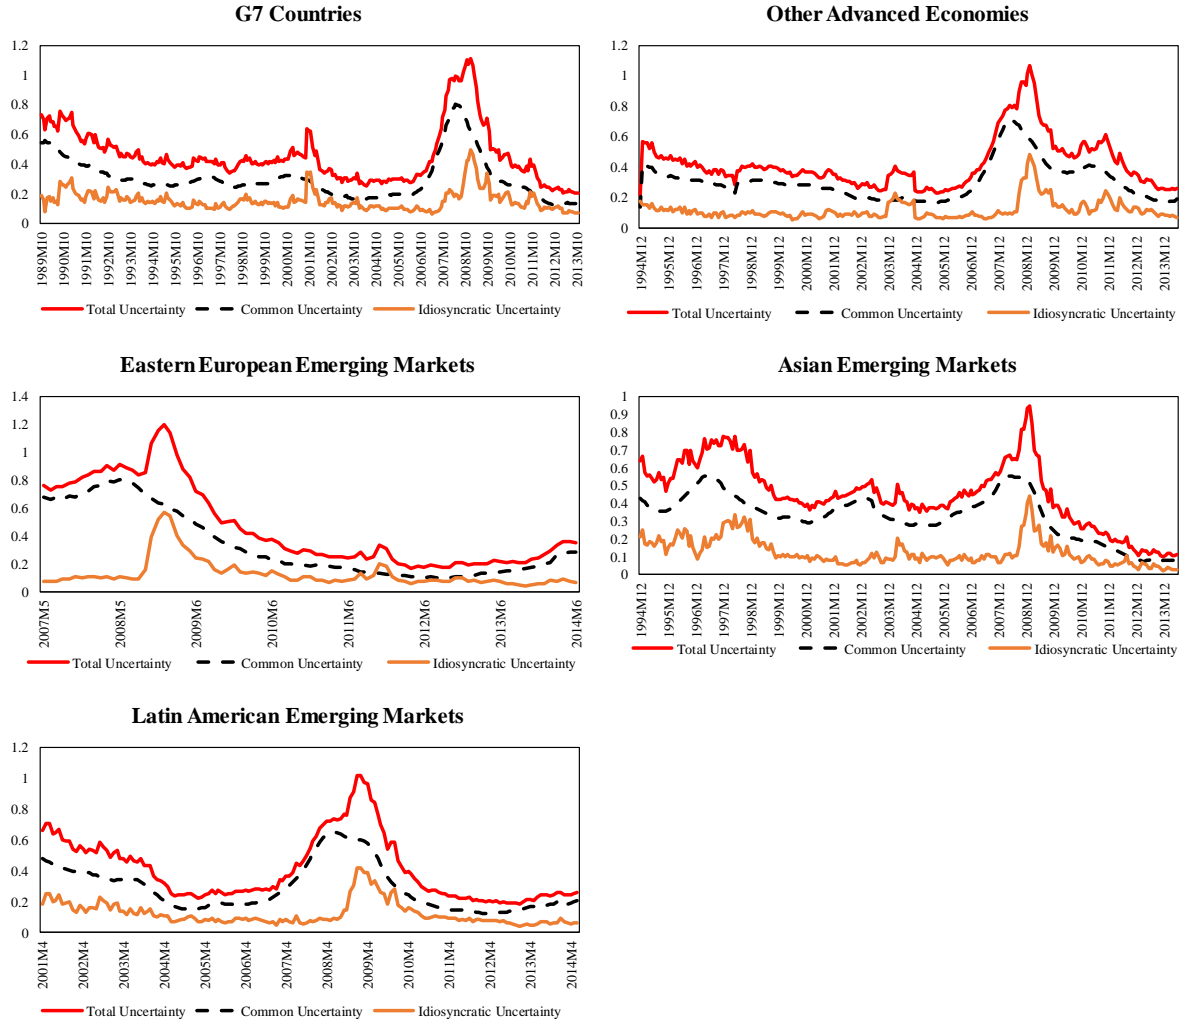 G7 Countries
1.2
1
0.8
0.6
0.4
0.2
0
1989M10
1990M10
1991M10
1992M10
1993M10
1994M10
1995M10
1996M10
1997M10
1998M10
1999M10
2000M10
2001M10
2002M10
2003M10
2004M10
2005M10
2006M10
2007M10
2008M10
2009M10
2010M10
2011M10
2012M10
2013M10
Total Uncertainty Common Uncertainty Idiosyncratic Uncertainty
Other Advanced Economies
1.2
1
0.8
0.6
0.4
0.2
0
1994M12
1995M12
1996M12
1997M12
1998M12
1999M12
2000M12
2001M12
2002M12
2003M12
2004M12
2005M12
2006M12
2007M12
2008M12
2009M12
2010M12
2011M12
2012M12
2013M12
Total Uncertainty Common Uncertainty Idiosyncratic Uncertainty
Eastern European Emerging Markets
1.4
1.2
1
0.8
0.6
0.4
0.2
0
2007M5
2008M5
2009M6
2010M6
2011M6
2012M6
2013M6
2014M6
Total Uncertainty Common Uncertainty Idiosyncratic Uncertainty
Asian Emerging Markets
1
0.9
0.8
0.7
0.6
0.5
0.4
0.3
0.2
0.1
0
1994M12
1995M12
1996M12
1997M12
1998M12
1999M12
2000M12
2001M12
2002M12
2003M12
2004M12
2005M12
2006M12
2007M12
2008M12
2009M12
2010M12
2011M12
2012M12
2013M12
Total Uncertainty Common Uncertainty Idiosyncratic Uncertainty
Latin American Emerging Markets
1.2
1
0.8
0.6
0.4
0.2
0
2001M4
2002M4
2003M4
2004M4
2005M4
2006M4
2007M4
2008M4
2009M4
2010M4
2011M4
2012M4
2013M4
2014M4
Total Uncertainty Common Uncertainty Idiosyncratic Uncertainty